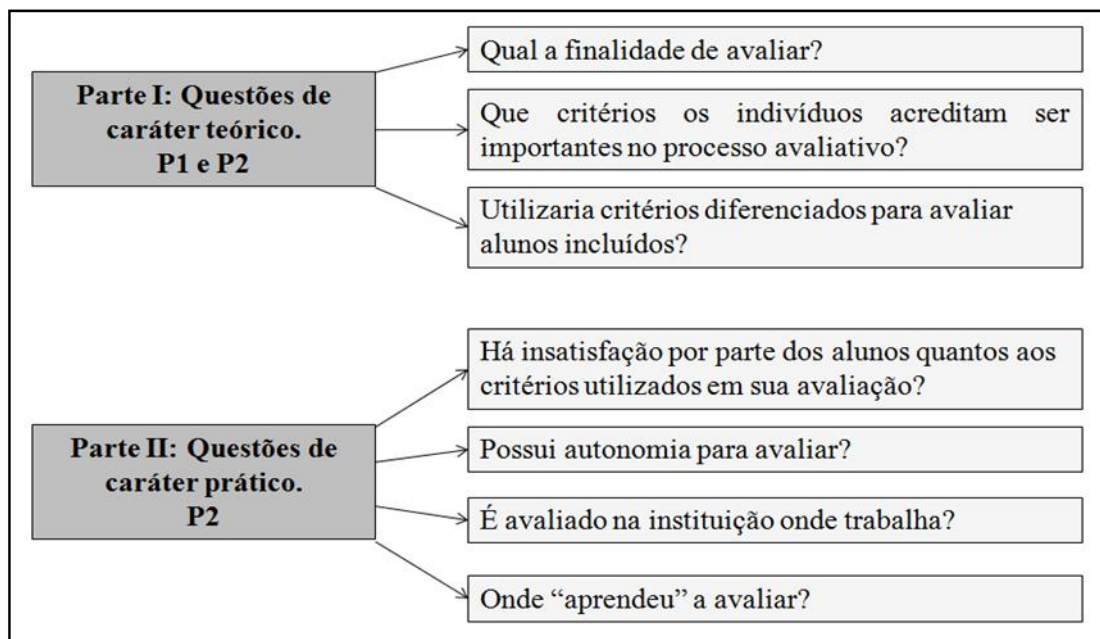 Parte I: Questões de
caráter teórico.
P1 e P2
Qual a finalidade de avaliar?
Que critérios os indivíduos acreditam ser
importantes no processo avaliativo?
Utilizaria critérios diferenciados para avaliar
alunos incluídos?
Parte II: Questões de
caráter prático.
P2
Há insatisfação por parte dos alunos quantos aos
critérios utilizados em sua avaliação?
Possui autonomia para avaliar?
É avaliado na instituição onde trabalha?
Onde “aprendeu” a avaliar?